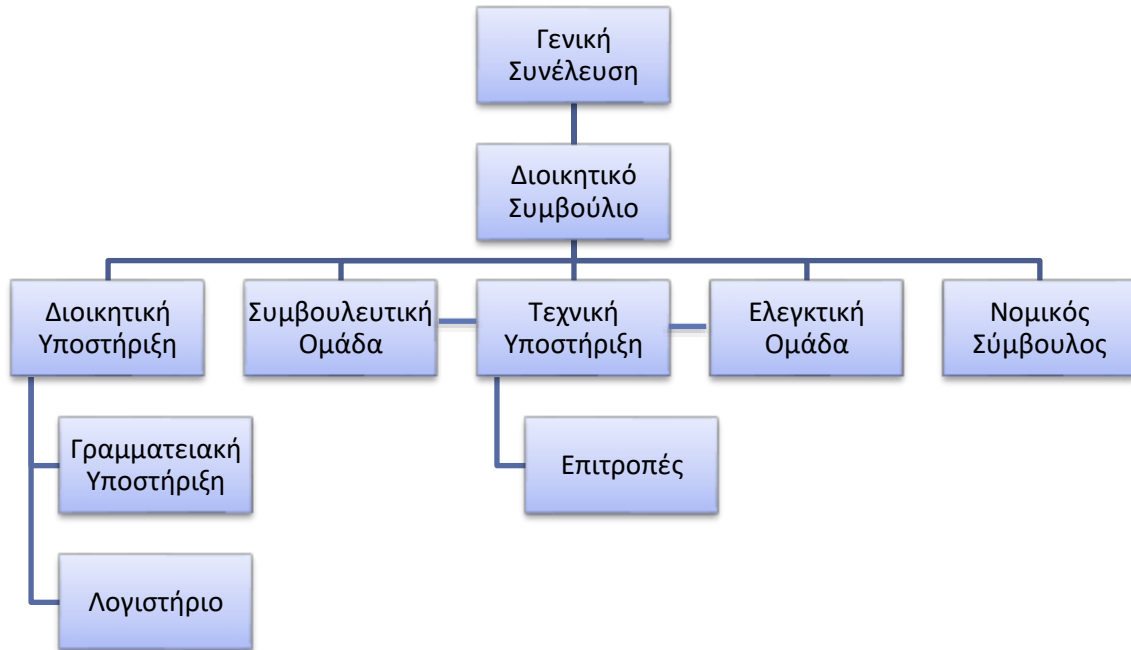 Γενική
Συνέλευση
Διοικητικό
Συμβούλιο
Διοικητική
Υποστήριξη
Συμβουλευτική
Ομάδα
Τεχνική
Υποστήριξη
Ελεγκτική
Ομάδα
Νομικός
Σύμβουλος
Γραμματειακή
Υποστήριξη
Επιτροπές
Λογιστήριο